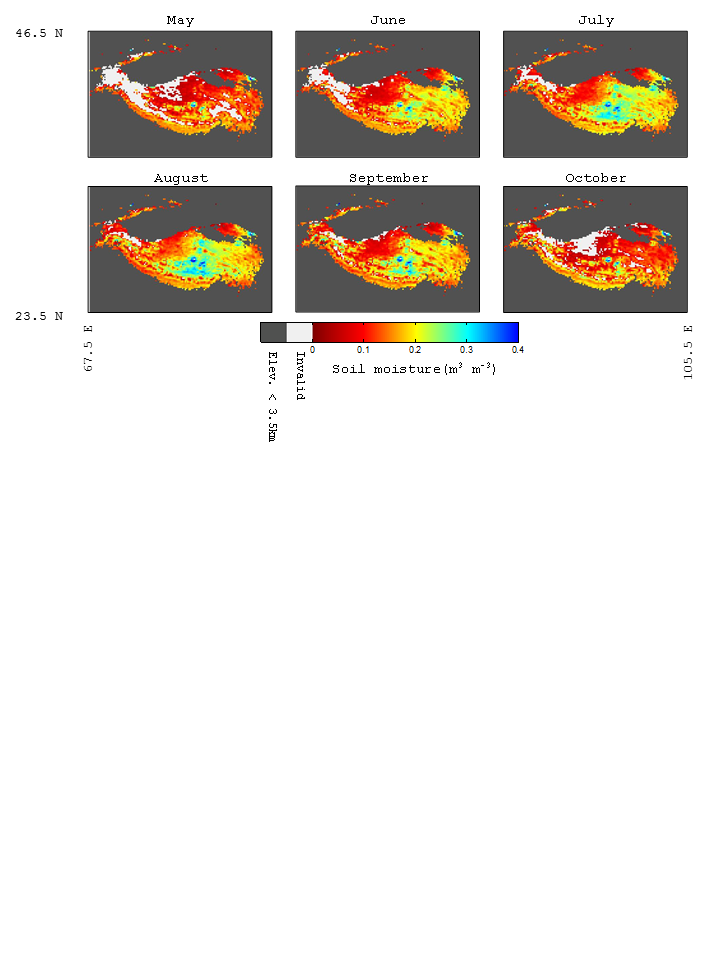 May June July
46.5 N
August September October
23.5 N
0 0.1 0.2 0.3 0.4
67.5 E
Elev. < 3.5km
Invalid
Soil moisture(m³ m⁻³)
105.5 E